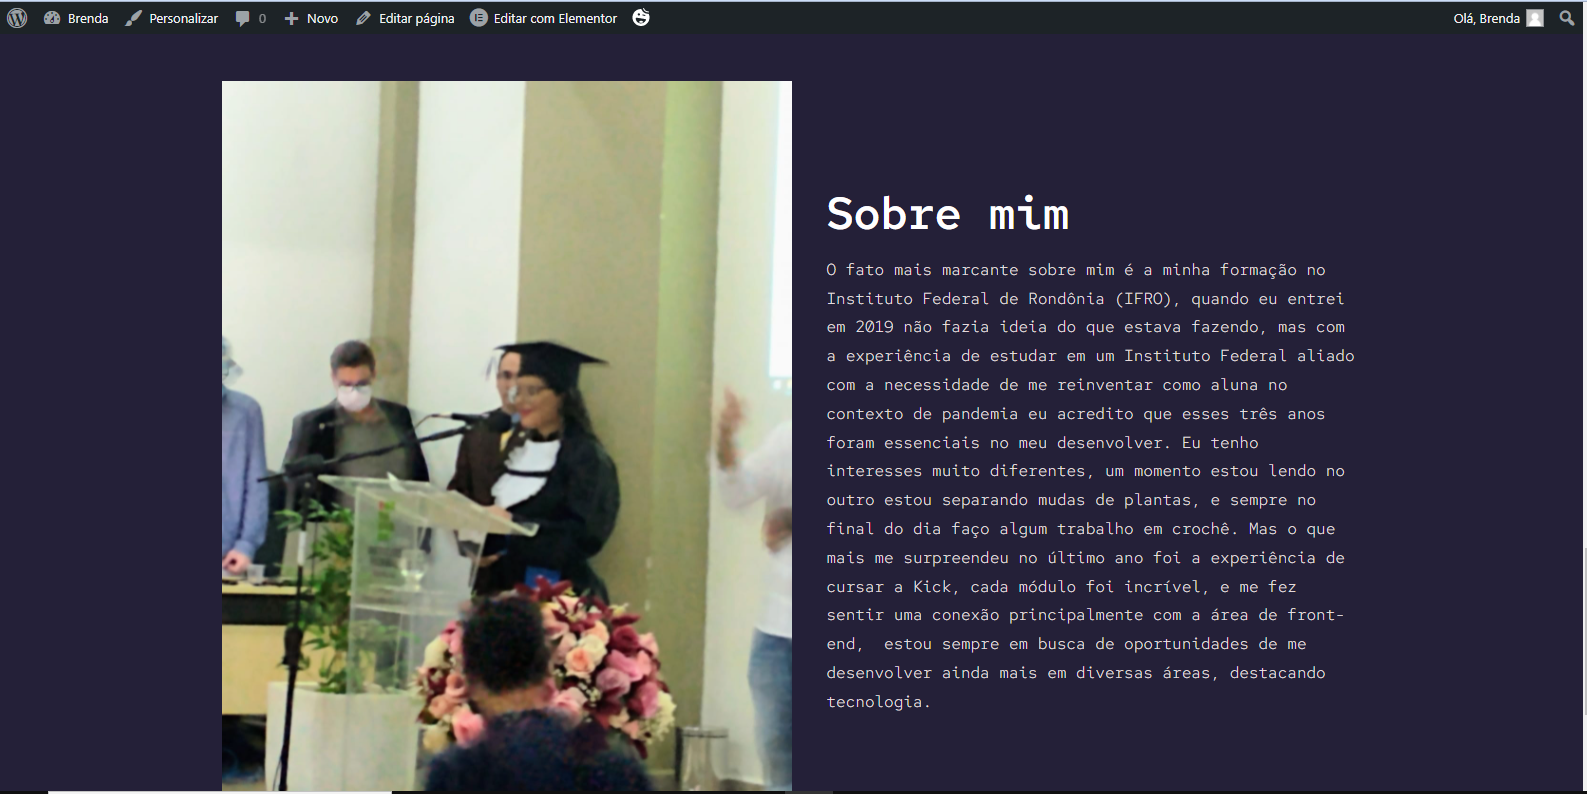 Brenda Personalizar 0 Novo Editar página Editar com Elementor Olá, Brenda
Sobre mim
O fato mais marcante sobre mim é a minha formação no
Instituto Federal de Rondônia (IFRO), quando eu entrei
em 2019 não fazia ideia do que estava fazendo, mas com
a experiência de estudar em um Instituto Federal aliado
com a necessidade de me reinventar como aluna no
contexto de pandemia eu acredito que esses três anos
foram essenciais no meu desenvolver. Eu tenho
interesses muito diferentes, um momento estou lendo no
outro estou separando mudas de plantas, e sempre no
final do dia faço algum trabalho em crochê. Mas o que
mais me surpreendeu no último ano foi a experiência de
cursar a Kick, cada módulo foi incrível, e me fez
sentir uma conexão principalmente com a área de front-
end,  estou sempre em busca de oportunidades de me
desenvolver ainda mais em diversas áreas, destacando
tecnologia.